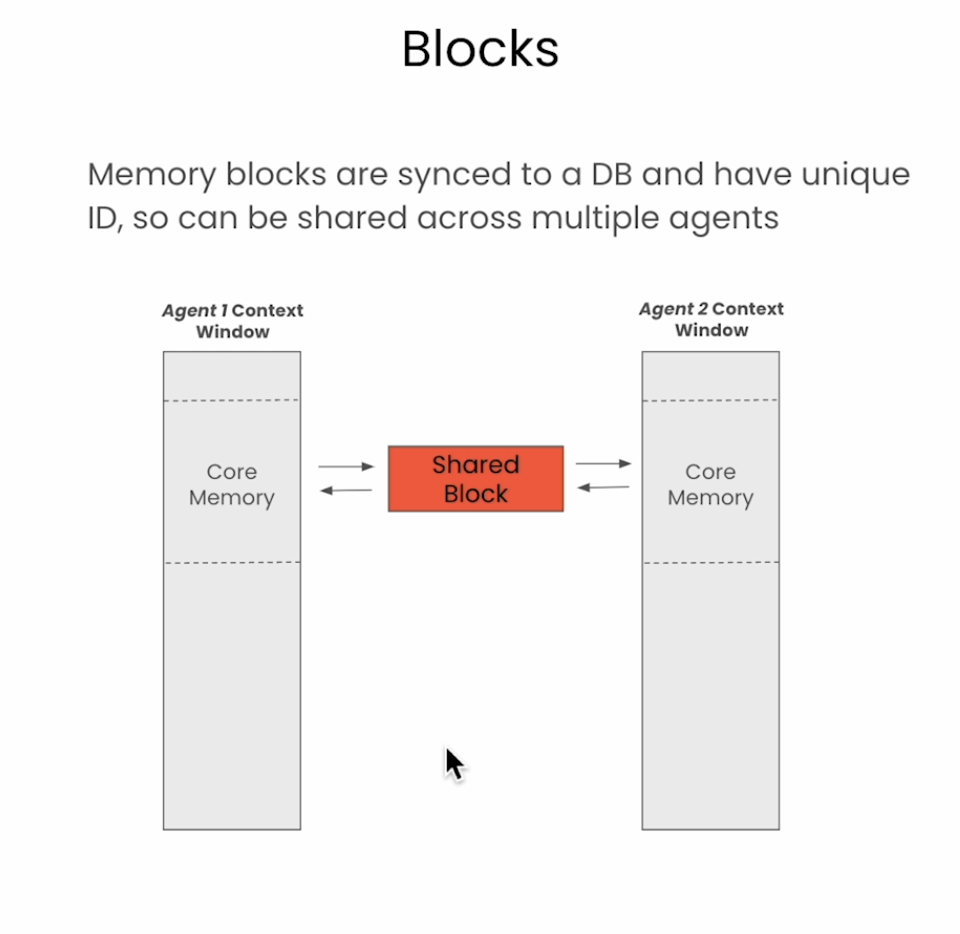 Blocks
Memory blocks are synced to a DB and have unique
ID, so can be shared across multiple agents
Agent 1 Context
Window
Agent 2 Context
Window
Core
Memory
Shared
Block
Core
Memory